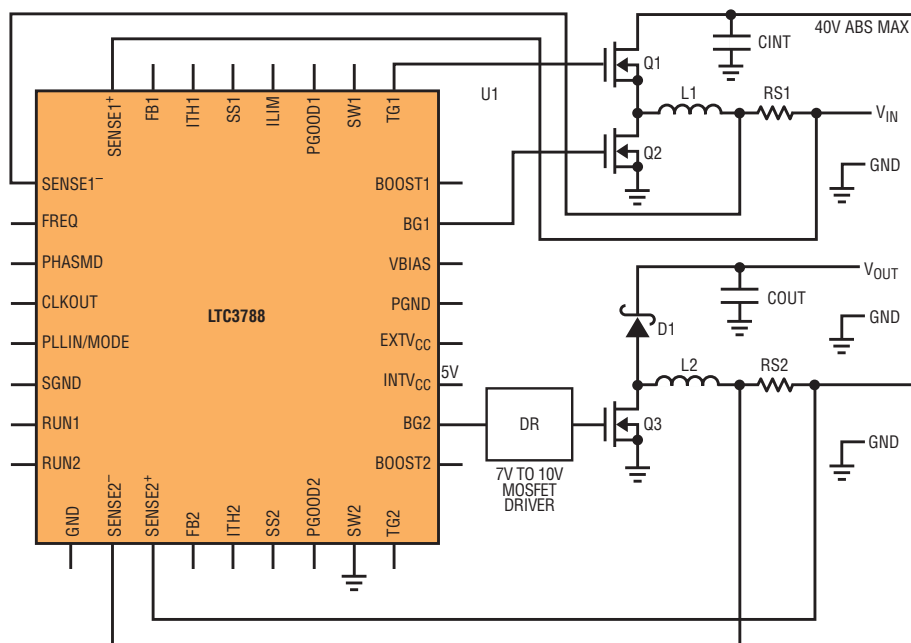 40V ABS MAX
CINT
Q1
U1
L1
RS1
VIN
Q2
GND
SENSE1+
FB1
ITH1
SS1
ILIM
PGOOD1
SW1
TG1
SENSE1–
FREQ
PHASMD
CLKOUT
PLLIN/MODE
SGND
RUN1
RUN2
LTC3788
BOOST1
BG1
VBIAS
PGND
EXTVCC
INTVCC
5V
BG2
BOOST2
GND
SENSE2–
SENSE2+
FB2
ITH2
SS2
PGOOD2
SW2
TG2
VOUT
COUT
GND
D1
L2
RS2
DR
Q3
GND
7V TO 10V
MOSFET
DRIVER